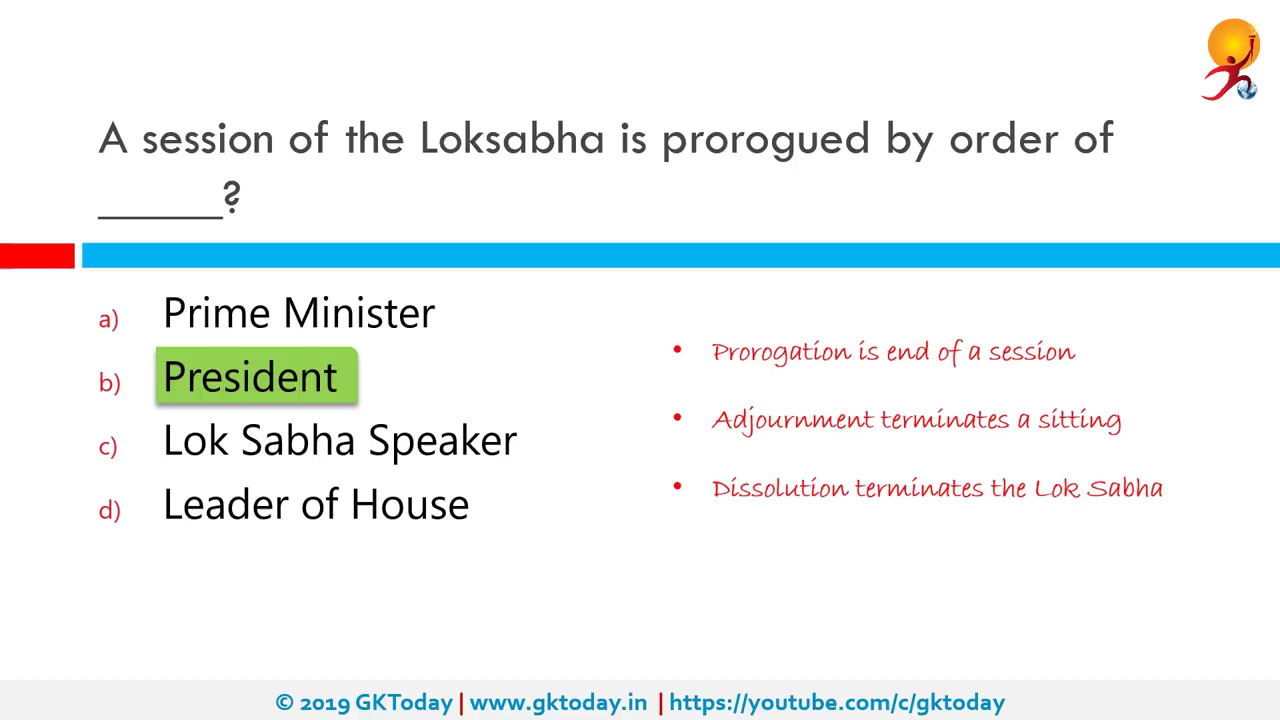 A session of the Loksabha is prorogued by order of
______?
a) Prime Minister
b) President
c) Lok Sabha Speaker
d) Leader of House
• Prorogation is end of a session
• Adjournment terminates a sitting
• Dissolution terminates the Lok Sabha
© 2019 GKToday | www.gktoday.in | https://youtube.com/c/gktoday